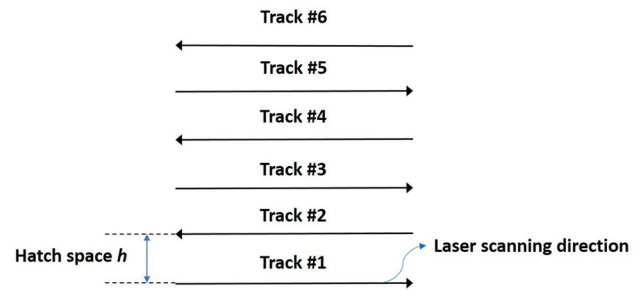 Track #6
Track #5
Track #4
Track #3
Track #2
Laser scanning direction
Hatch space h
Track #1